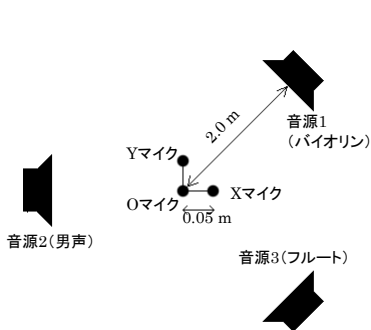 2.0 m
音源1
(バイオリン)
Yマイク
Oマイク
Xマイク
0.05 m
音源2(男声)
音源3(フルート)